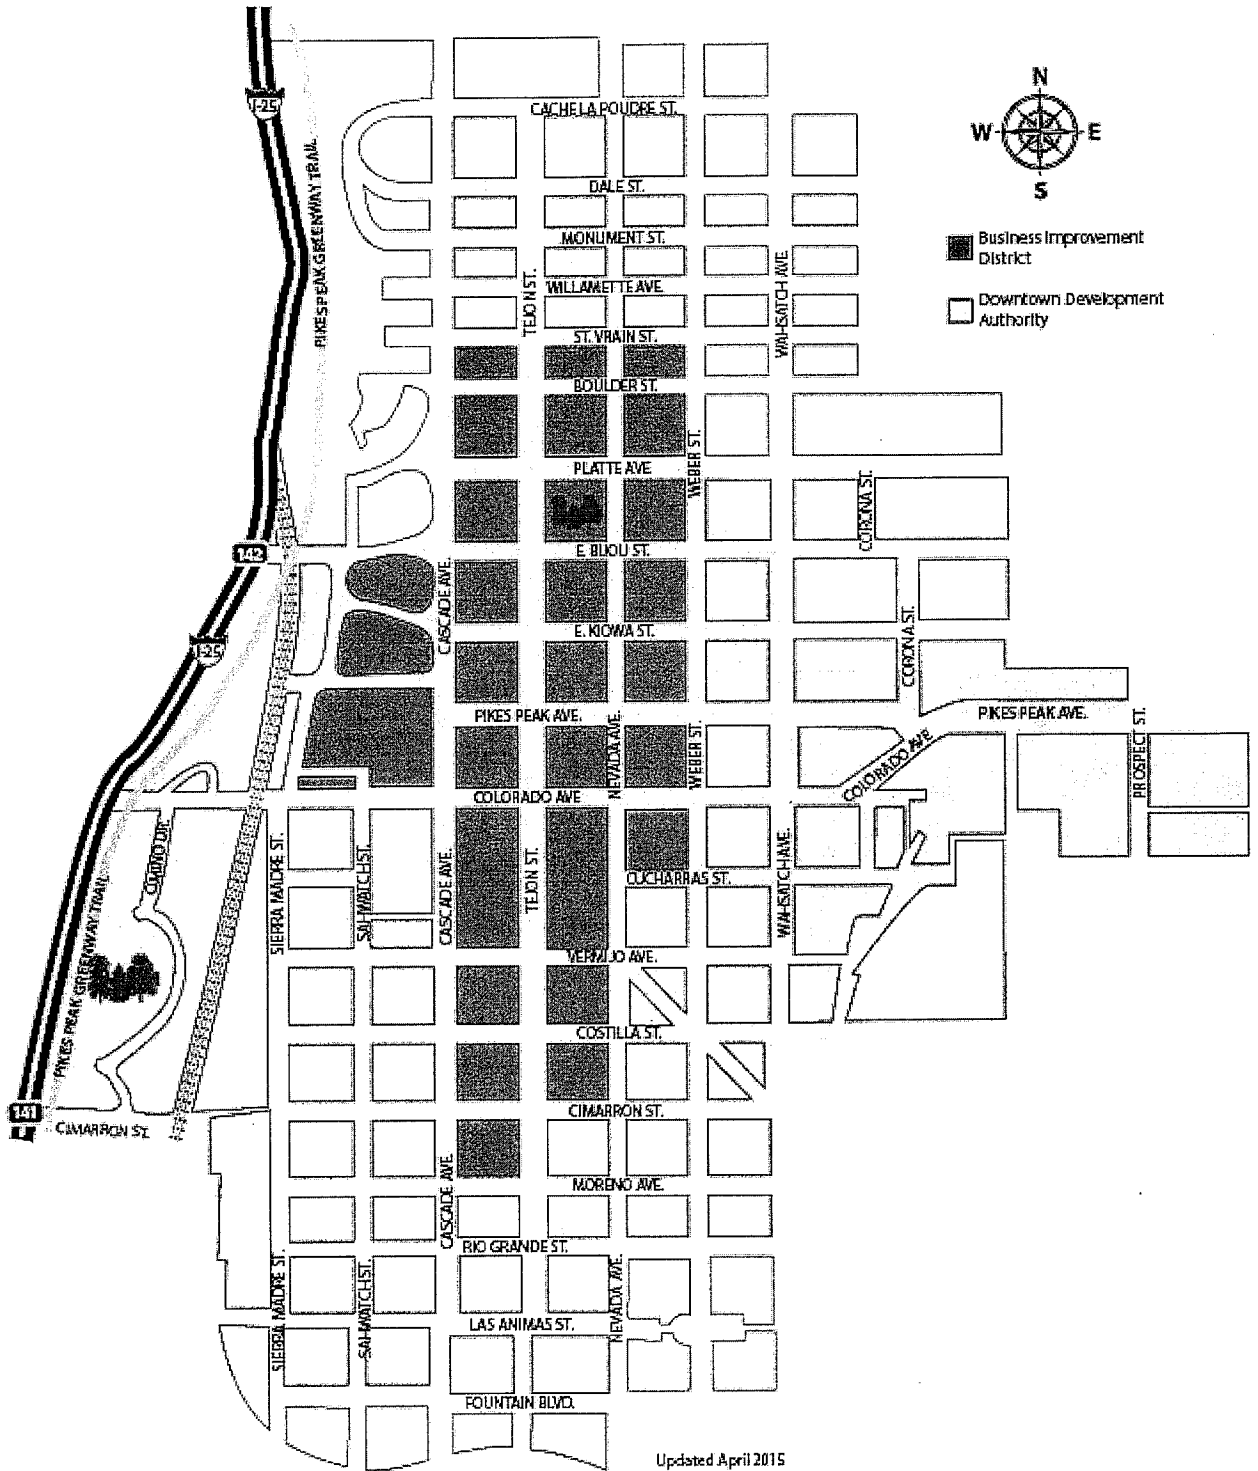 I-25
CACHE LA POUDRE ST.
N
W
E
S
PIKES PEAK GREENWAY TRAIL
DALE ST.
MONUMENT ST.
Business Improvement
District
WILLAMETTE AVE.
TEJON ST.
WAHSATCH AVE.
Downtown Development
Authority
ST. VRAIN ST.
BOULDER ST.
PLATTE AVE
WEBER ST.
CORONA ST.
142
E. BIJOU ST.
CASCADE AVE.
E. KIOWA ST.
CORONA ST.
I-25
PIKES PEAK AVE.
PIKES PEAK AVE.
NEVADA AVE.
WEBER ST.
COLORADO AVE
PROSPECT ST.
COLORADO AVE
CIMINO DR.
SIERRA MADRE ST.
SAHWATCH ST.
CASCADE AVE.
TEJON ST.
CUCHARRAS ST.
WAHSATCH AVE.
PIKES PEAK GREENWAY TRAIL
VERMIJO AVE.
COSTILLA ST.
141
CIMARRON ST.
CIMARRON ST.
CASCADE AVE.
MORENO AVE.
RIO GRANDE ST.
SIERRA MADRE ST.
SAHWATCH ST.
NEVADA AVE.
LAS ANIMAS ST.
FOUNTAIN BLVD.
Updated April 2015